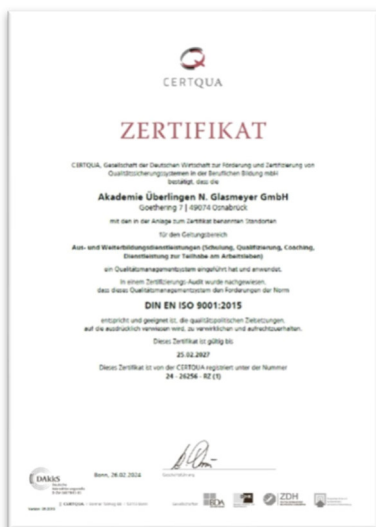 CERTQUA
ZERTIFIKAT
CERTQUA, Gesellschaft der Deutschen Wirtschaft zur Förderung und Zertifizierung von
Qualitätssicherungssystemen in der Beruflichen Bildung mbH
bestätigt, dass die
Akademie Überlingen N. Glasmeyer GmbH
Goethering 7 | 49074 Osnabrück
mit den in der Anlage zum Zertifikat benannten Standorten
für den Geltungsbereich
Aus- und Weiterbildungsdienstleistungen (Schulung, Qualifizierung, Coaching,
Dienstleistung zur Teilhabe am Arbeitsleben)
ein Qualitätsmanagementsystem eingeführt hat und anwendet.
In einem Zertifizierungs-Audit wurde nachgewiesen,
dass dieses Qualitätsmanagementsystem den Forderungen der Norm
DIN EN ISO 9001:2015
entspricht und geeignet ist, die qualitätspolitischen Zielsetzungen,
auf die ausdrücklich verwiesen wird, zu verwirklichen und aufrechtzuerhalten.
Dieses Zertifikat ist gültig bis
25.02.2027
Dieses Zertifikat ist von der CERTQUA registriert unter der Nummer
24 - 26256 - RZ (1)
Bonn, 26.02.2024
DAkkS
BDA
ZDH